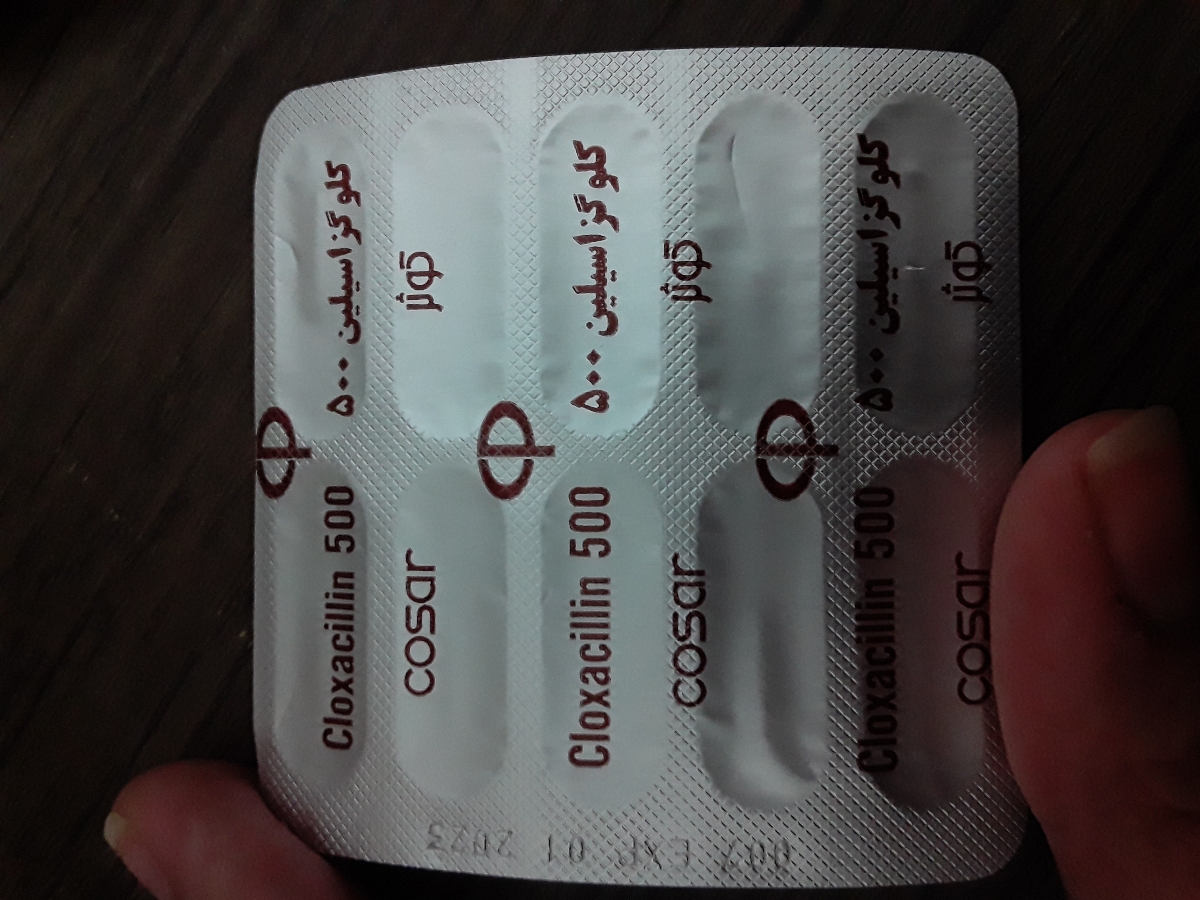 کلوگزاسیلین ۵۰۰
Cloxacillin 500
کوثر
cosar
کلوگزاسیلین ۵۰۰
Cloxacillin 500
کوثر
cosar
کلوگزاسیلین ۵۰۰
Cloxacillin 500
کوثر
cosar
007 EXP 01 2023